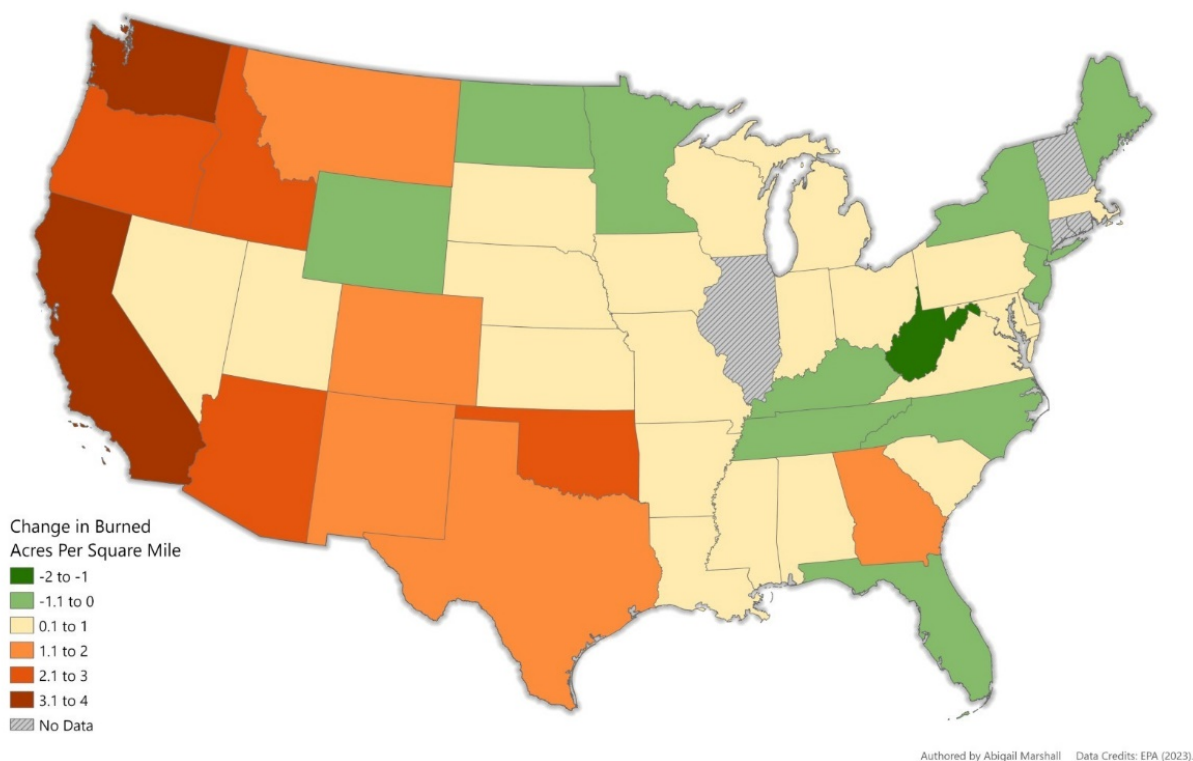 Change in Burned
Acres Per Square Mile
-2 to -1
-1.1 to 0
0.1 to 1
1.1 to 2
2.1 to 3
3.1 to 4
No Data
Authored by Abigail Marshall Data Credits: EPA (2023).